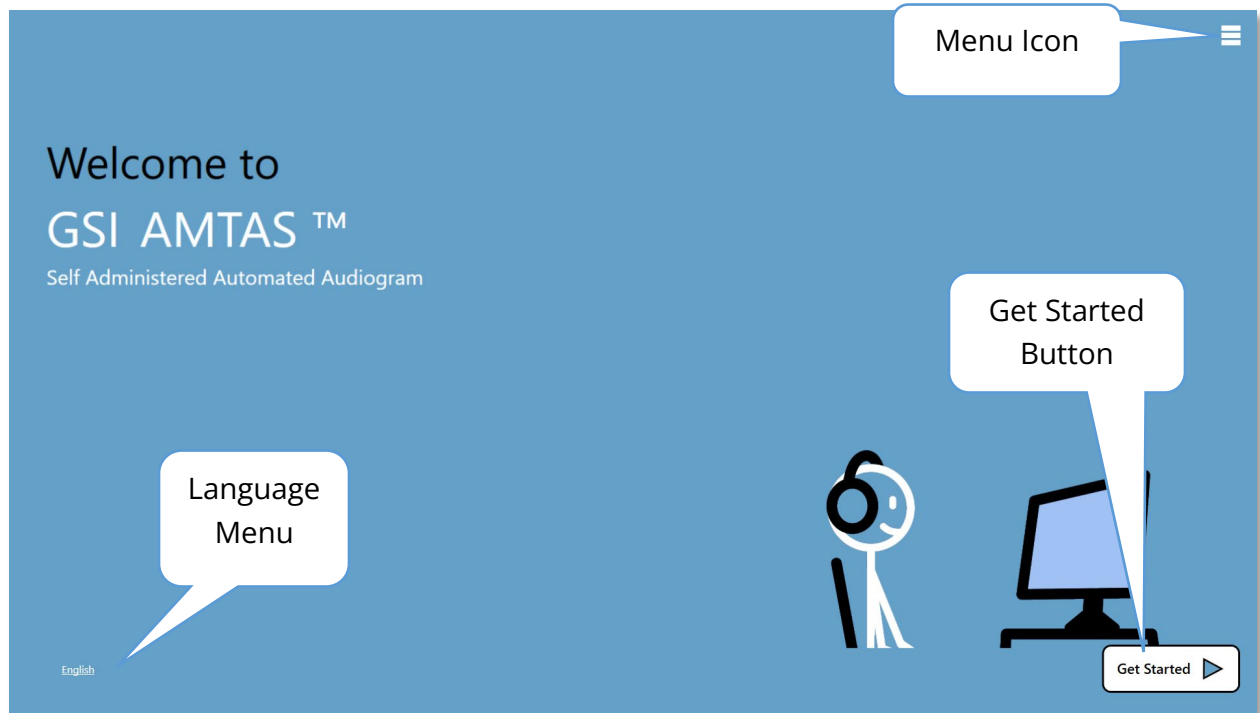 Menu Icon
Welcome to
GSI AMTAS ™
Self Administered Automated Audiogram
Get Started
Button
Language
Menu
English
Get Started